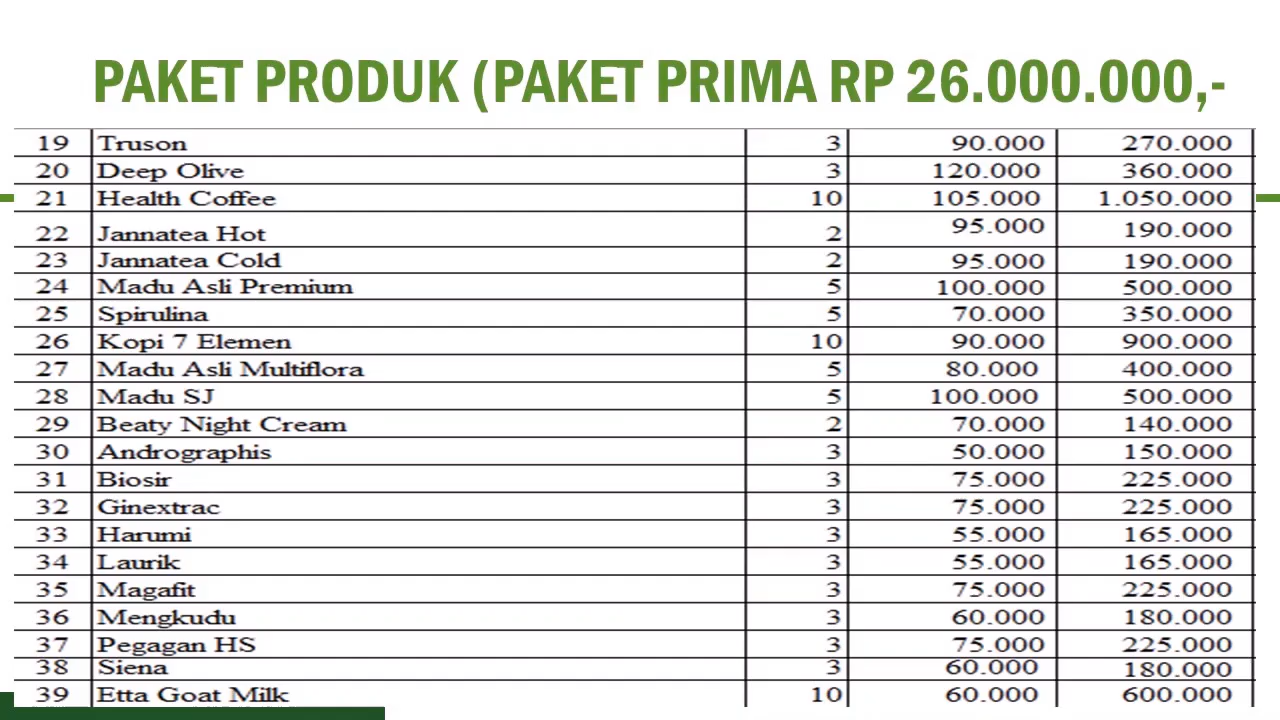 PAKET PRODUK (PAKET PRIMA RP 26.000.000,-
19 Truson 3 90.000 270.000
20 Deep Olive 3 120.000 360.000
21 Health Coffee 10 105.000 1.050.000
22 Jannatea Hot 2 95.000 190.000
23 Jannatea Cold 2 95.000 190.000
24 Madu Asli Premium 5 100.000 500.000
25 Spirulina 5 70.000 350.000
26 Kopi 7 Elemen 10 90.000 900.000
27 Madu Asli Multiflora 5 80.000 400.000
28 Madu SJ 5 100.000 500.000
29 Beaty Night Cream 2 70.000 140.000
30 Andrographis 3 50.000 150.000
31 Biosir 3 75.000 225.000
32 Ginextrac 3 75.000 225.000
33 Harumi 3 55.000 165.000
34 Laurik 3 55.000 165.000
35 Magafit 3 75.000 225.000
36 Mengkudu 3 60.000 180.000
37 Pegagan HS 3 75.000 225.000
38 Siena 3 60.000 180.000
39 Etta Goat Milk 10 60.000 600.000